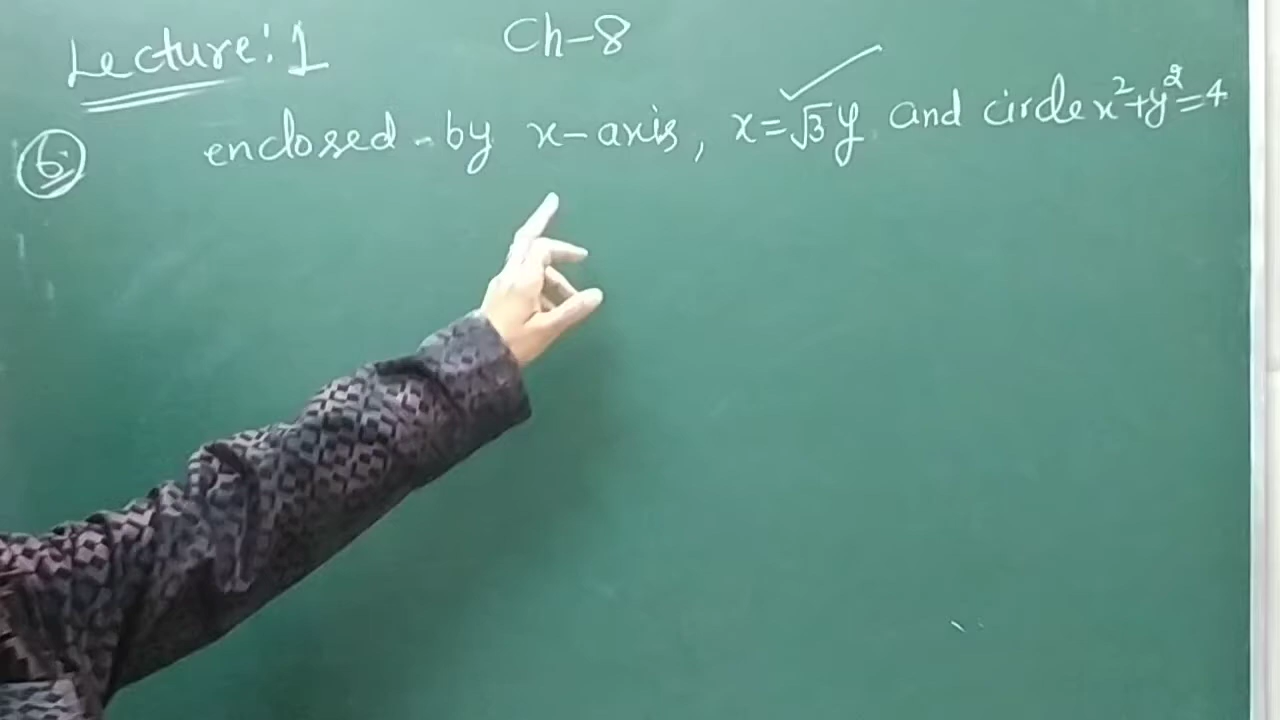 Lecture: 1
Ch-8
6 enclosed by x-axis, x=√3y and circle x²+y²=4